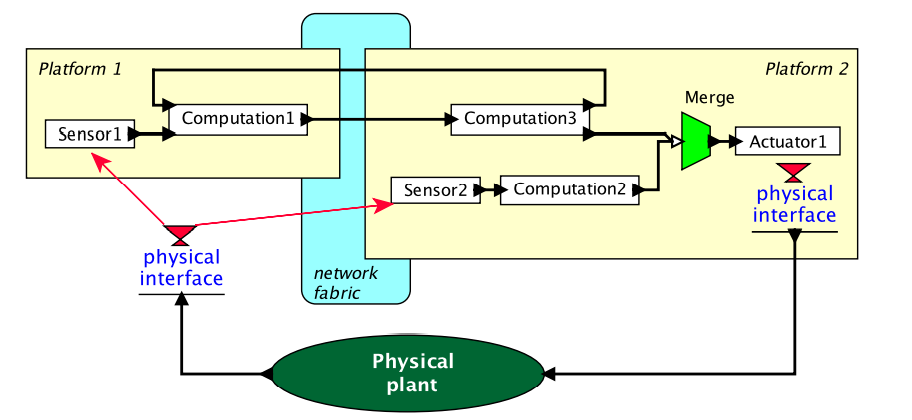 Platform 1
Platform 2
Merge
Computation1
Computation3
Sensor1
Actuator1
Sensor2
Computation2
physical
interface
physical
interface
network
fabric
Physical
plant